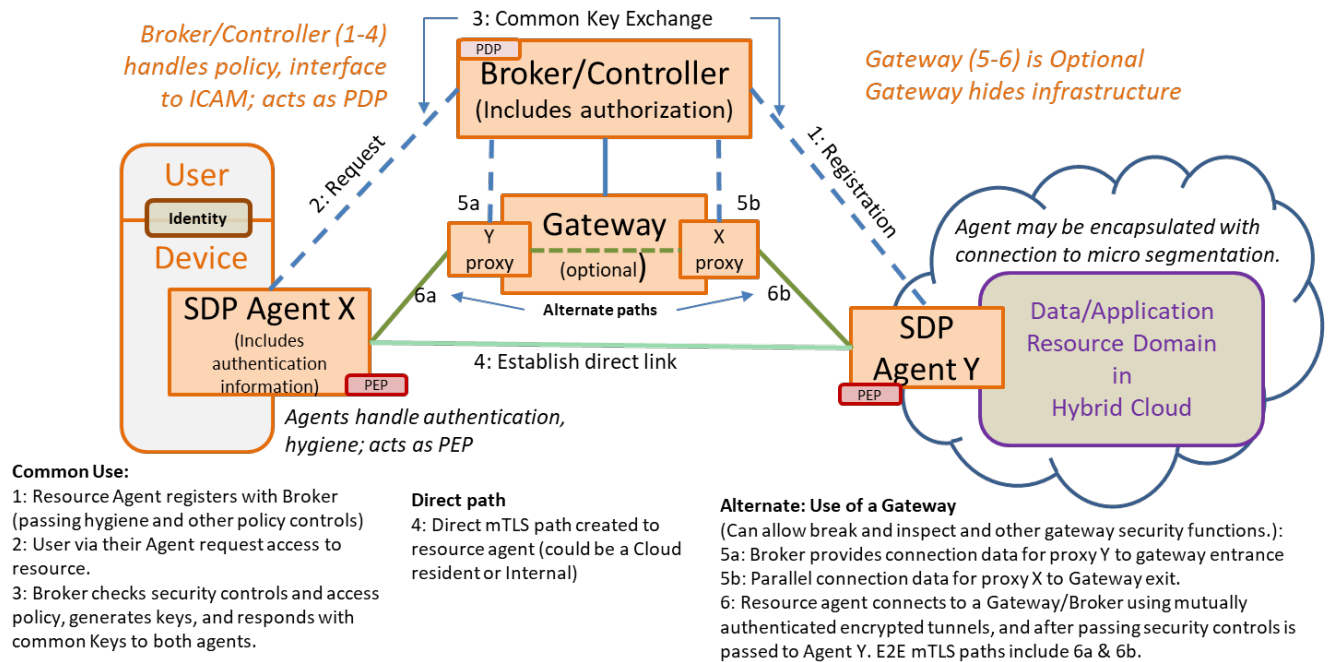 3: Common Key Exchange
Broker/Controller (1-4)
handles policy, interface
to ICAM; acts as PDP
PDP
Broker/Controller
(Includes authorization)
Gateway (5-6) is Optional
Gateway hides infrastructure
2: Request
1: Registration
User
Identity
Device
5a
5b
Gateway
(optional)
Y
proxy
X
proxy
6a
6b
Alternate paths
Agent may be encapsulated with
connection to micro segmentation.
SDP Agent X
(Includes
authentication
information)
PEP
4: Establish direct link
SDP
Agent Y
PEP
Data/Application
Resource Domain
in
Hybrid Cloud
Agents handle authentication,
hygiene; acts as PEP
Common Use:
1: Resource Agent registers with Broker
(passing hygiene and other policy controls)
2: User via their Agent request access to
resource.
3: Broker checks security controls and access
policy, generates keys, and responds with
common Keys to both agents.
Direct path
4: Direct mTLS path created to
resource agent (could be a Cloud
resident or Internal)
Alternate: Use of a Gateway
(Can allow break and inspect and other gateway security functions.):
5a: Broker provides connection data for proxy Y to gateway entrance
5b: Parallel connection data for proxy X to Gateway exit.
6: Resource agent connects to a Gateway/Broker using mutually
authenticated encrypted tunnels, and after passing security controls is
passed to Agent Y. E2E mTLS paths include 6a & 6b.